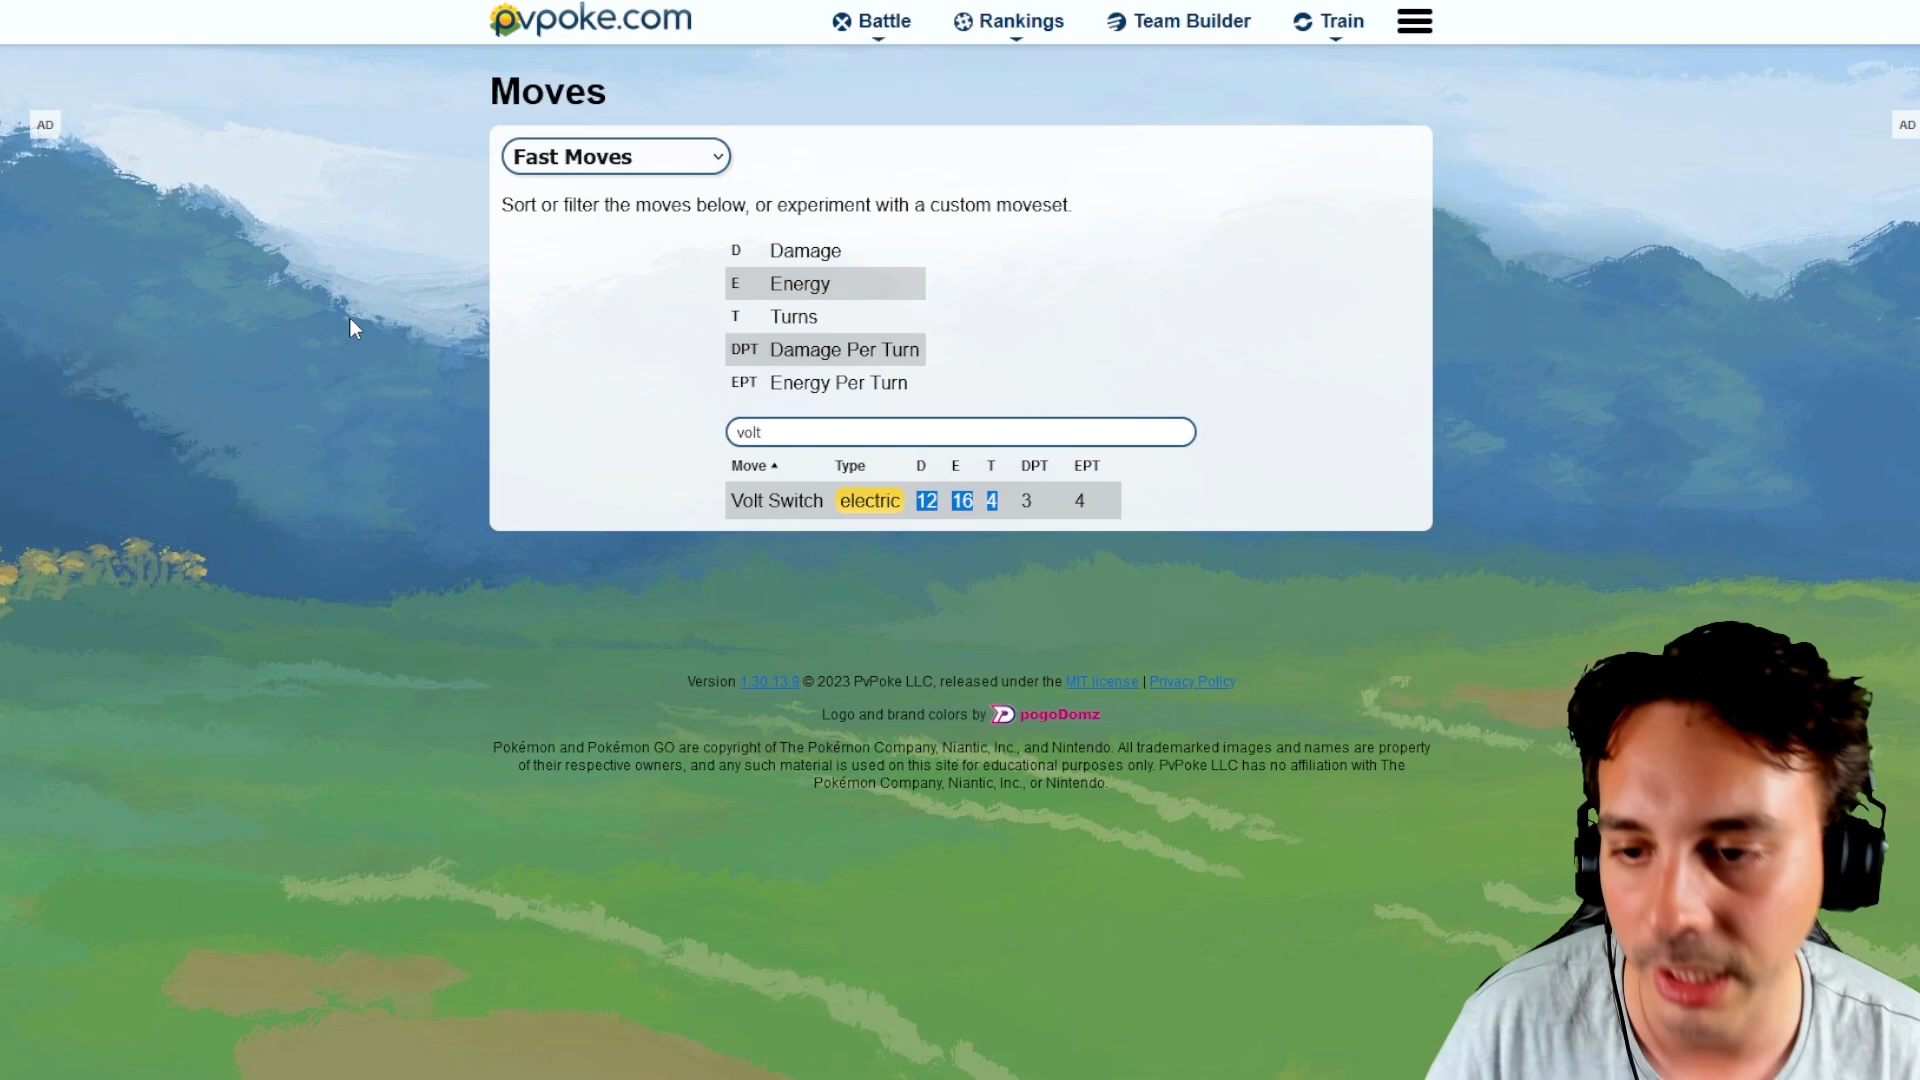 pvpoke.com
Battle
Rankings
Team Builder
Train
Moves
AD
AD
Fast Moves
Sort or filter the moves below, or experiment with a custom moveset.
D Damage
E Energy
T Turns
DPT Damage Per Turn
EPT Energy Per Turn
volt
Move Type D E T DPT EPT
Volt Switch electric 12 16 4 3 4
Version 1.30.13.9 © 2023 PvPoke LLC, released under the MIT license | Privacy Policy
Logo and brand colors by pogoDomz
Pokémon and Pokémon GO are copyright of The Pokémon Company, Niantic, Inc., and Nintendo. All trademarked images and names are property
of their respective owners, and any such material is used on this site for educational purposes only. PvPoke LLC has no affiliation with The
Pokémon Company, Niantic, Inc., or Nintendo.